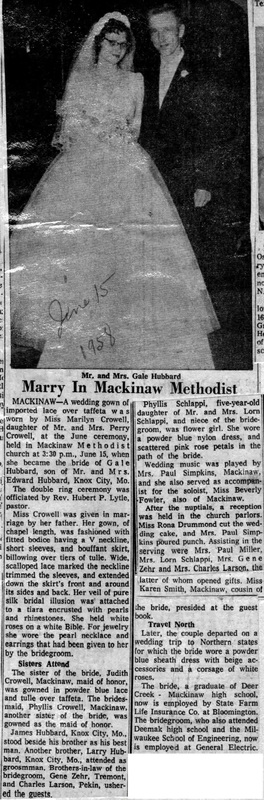 June 15
1958
Mr. and Mrs. Gale Hubbard
Marry In Mackinaw Methodist
MACKINAW—A wedding gown of
imported lace over taffeta was
worn by Miss Marilyn Crowell,
daughter of Mr. and Mrs. Perry
Crowell, at the June ceremony,
held in Mackinaw Methodist
church at 3:30 p.m., June 15, when
she became the bride of Gale
Hubbard, son of Mr. and Mrs.
Edward Hubbard, Knox City, Mo.
The double ring ceremony was
officiated by Rev. Hubert P. Lytle,
pastor.
Miss Crowell was given in mar-
riage by her father. Her gown, of
chapel length, was fashioned with
fitted bodice having a V neckline,
short sleeves, and bouffant skirt,
billowing over tiers of tulle. Wide,
scalloped lace marked the neckline
trimmed the sleeves, and extended
down the skirt's front and around
its sides and back. Her veil of pure
silk bridal illusion was attached
to a tiara encrusted with pearls
and rhinestones. She held white
roses on a white Bible. For jewelry
she wore the pearl necklace and
earrings that had been given to her
by the bridegroom.
Sisters Attend
The sister of the bride, Judith
Crowell, Mackinaw, maid of honor,
was gowned in powder blue lace
and tulle over taffeta. The brides-
maid, Phyllis Crowell, Mackinaw,
another sister of the bride, was
gowned as the maid of honor.
James Hubbard, Knox City, Mo.,
stood beside his brother as his best
man. Another brother, Larry Hub-
bard, Knox City, Mo., attended as
groomsman. Brothers-in-law of the
bridegroom, Gene Zehr, Tremont,
and Charles Larson, Pekin, usher-
ed the guests.
Phyllis Schlappi, five-year-old
daughter of Mr. and Mrs. Lorn
Schlappi, and niece of the bride-
groom, was flower girl. She wore
a powder blue nylon dress, and
scattered pink rose petals in the
path of the bride.
Wedding music was played by
Mrs. Paul Simpkins, Mackinaw,
and she also served as accompan-
ist for the soloist, Miss Beverly
Fowler, also of Mackinaw.
After the nuptials, a reception
was held in the church parlors.
Miss Rona Drummond cut the wed-
ding cake, and Mrs. Paul Simp-
kins poured punch. Assisting in the
serving were Mrs. Paul Miller,
Mrs. Lorn Schlappi, Mrs. Gene
Zehr and Mrs. Charles Larson, the
latter of whom opened gifts. Miss
Karen Smith, Mackinaw, cousin of
the bride, presided at the guest
book.
Travel North
Later, the couple departed on a
wedding trip to Northern states
for which the bride wore a powder
blue sheath dress with beige ac-
cessories and a corsage of white
roses.
The bride, a graduate of Deer
Creek - Mackinaw high school,
now is employed by State Farm
Life Insurance Co. at Bloomington.
The bridegroom, who also attended
Deemak high school and the Mil-
waukee School of Engineering, now
is employed at General Electric.